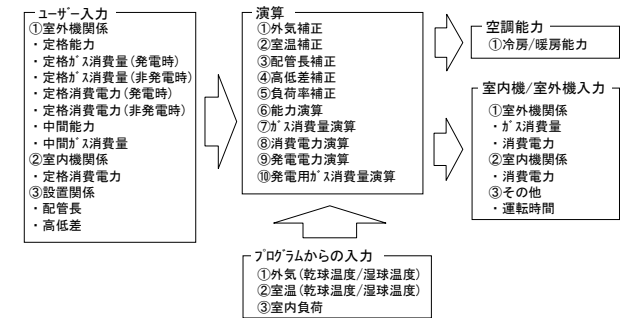 ユーザー入力
①室外機関係
・定格能力
・定格ガス消費量(発電時)
・定格ガス消費量(非発電時)
・定格消費電力(発電時)
・定格消費電力(非発電時)
・中間能力
・中間ガス消費量
②室内機関係
・定格消費電力
③設置関係
・配管長
・高低差
演算
①外気補正
②室温補正
③配管長補正
④高低差補正
⑤負荷率補正
⑥能力演算
⑦ガス消費量演算
⑧消費電力演算
⑨発電電力演算
⑩発電用ガス消費量演算
空調能力
①冷房/暖房能力
室内機/室外機入力
①室外機関係
・ガス消費量
・消費電力
②室内機関係
・消費電力
③その他
・運転時間
プログラムからの入力
①外気(乾球温度/湿球温度)
②室温(乾球温度/湿球温度)
③室内負荷